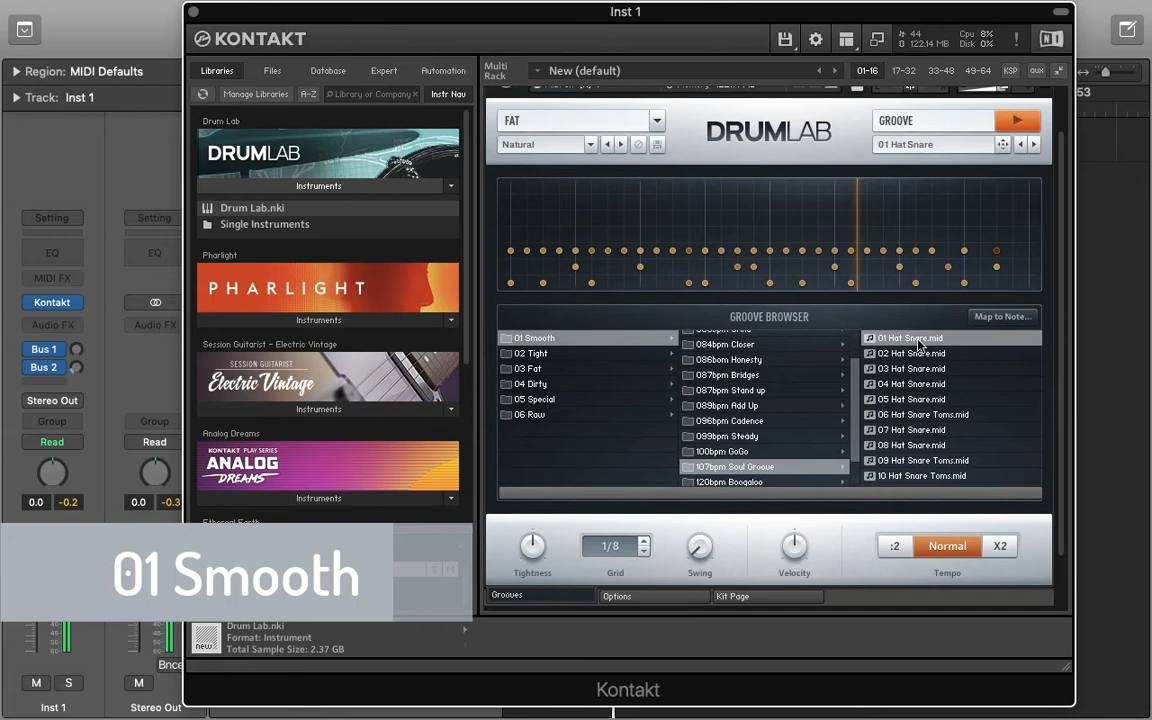 Inst 1
KONTAKT
44
122.14 MB
Cpu 8%
Disk 0%
!
NI
Region: MIDI Defaults
Track: Inst 1
Libraries
Files
Database
Expert
Automation
Multi
Rack
New (default)
01-16
17-32
33-48
49-64
KSP
aux
53
Manage Libraries
A-Z
Library or Company
Instr Nav
Drum Lab
DRUMLAB
Instruments
Drum Lab.nki
Single Instruments
Pharlight
PHARLIGHT
Instruments
Session Guitarist - Electric Vintage
SESSION GUITARIST
Electric Vintage
Instruments
Analog Dreams
KONTAKT PLAY SERIES
ANALOG
DREAMS
Instruments
FAT
Natural
DRUMLAB
GROOVE
01 Hat Snare
GROOVE BROWSER
Map to Note...
01 Smooth
02 Tight
03 Fat
04 Dirty
05 Special
06 Raw
084bpm Closer
086bpm Honesty
087bpm Bridges
087bpm Stand up
089bpm Add Up
096bpm Cadence
099bpm Steady
100bpm GoGo
107bpm Soul Groove
120bpm Boogaloo
01 Hat Snare.mid
02 Hat Snare.mid
03 Hat Snare.mid
04 Hat Snare.mid
05 Hat Snare.mid
06 Hat Snare Toms.mid
07 Hat Snare.mid
08 Hat Snare.mid
09 Hat Snare Toms.mid
10 Hat Snare Toms.mid
Tightness
1/8
Grid
Swing
Velocity
:2
Normal
X2
Tempo
Grooves
Options
Kit Page
Setting
Setting
EQ
EQ
MIDI FX
Kontakt
Audio FX
Audio FX
Bus 1
Bus 2
Stereo Out
Group
Group
Read
Read
0.0
-0.2
0.0
-0.3
01 Smooth
S
M
new
Drum Lab.nki
Format: Instrument
Total Sample Size: 2.37 GB
Bnce
M
S
M
Inst 1
Stereo Out
Kontakt